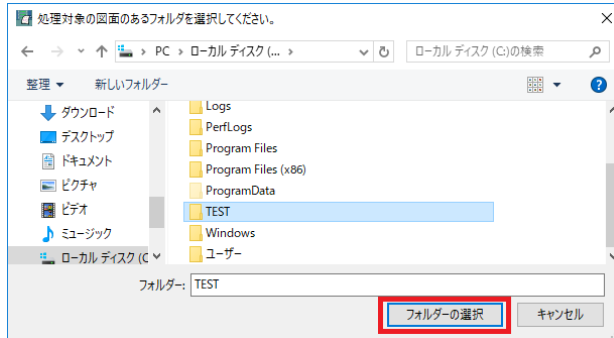 処理対象の図面のあるフォルダを選択してください。
PC › ローカル ディスク (... ›
ローカル ディスク (C:)の検索
整理
新しいフォルダー
ダウンロード
デスクトップ
ドキュメント
ピクチャ
ビデオ
ミュージック
ローカル ディスク (C
Logs
PerfLogs
Program Files
Program Files (x86)
ProgramData
TEST
Windows
ユーザー
フォルダー: TEST
フォルダーの選択
キャンセル